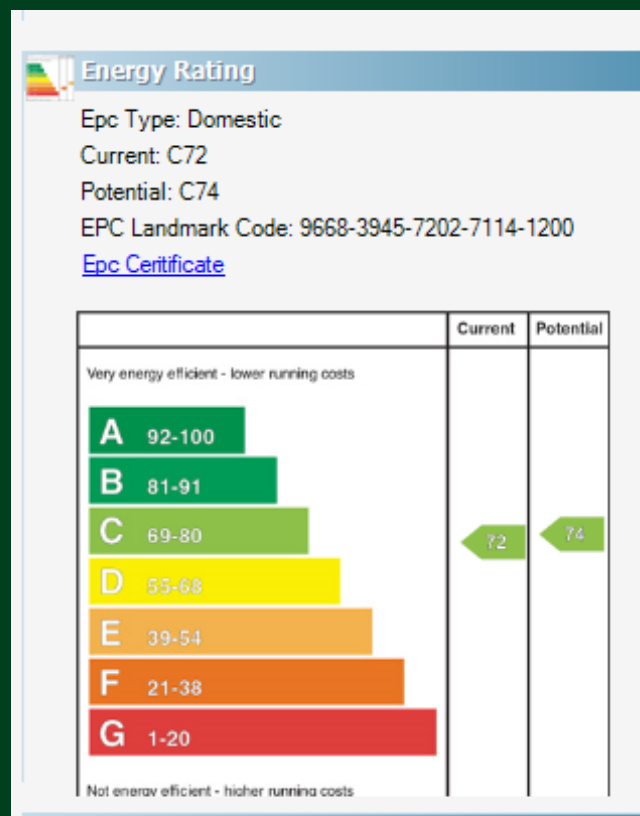 Energy Rating
Epc Type: Domestic
Current: C72
Potential: C74
EPC Landmark Code: 9668-3945-7202-7114-1200
Epc Ceritificate
Current Potential
Very energy efficient - lower running costs
A 92-100
B 81-91
C 69-80
72 74
D 55-68
E 39-54
F 21-38
G 1-20
Not energy efficient - higher running costs